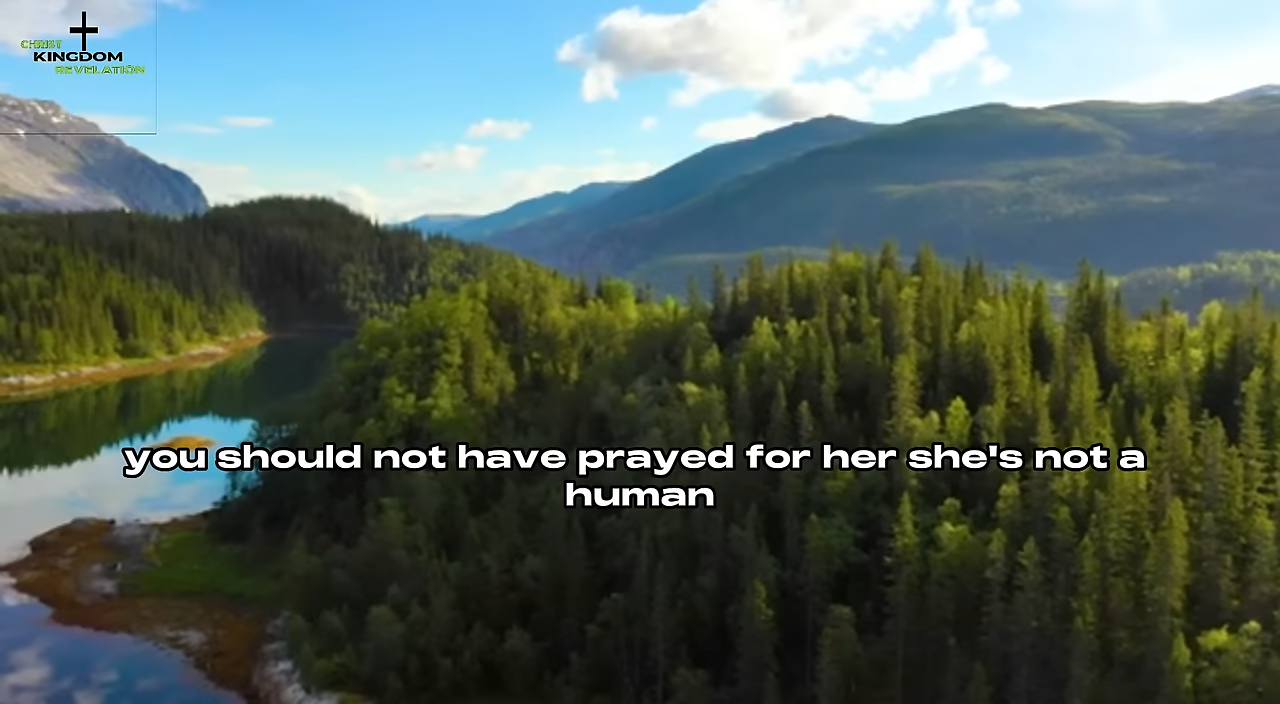 CHRIST
KINGDOM
REVELATION
you should not have prayed for her she's not a
human